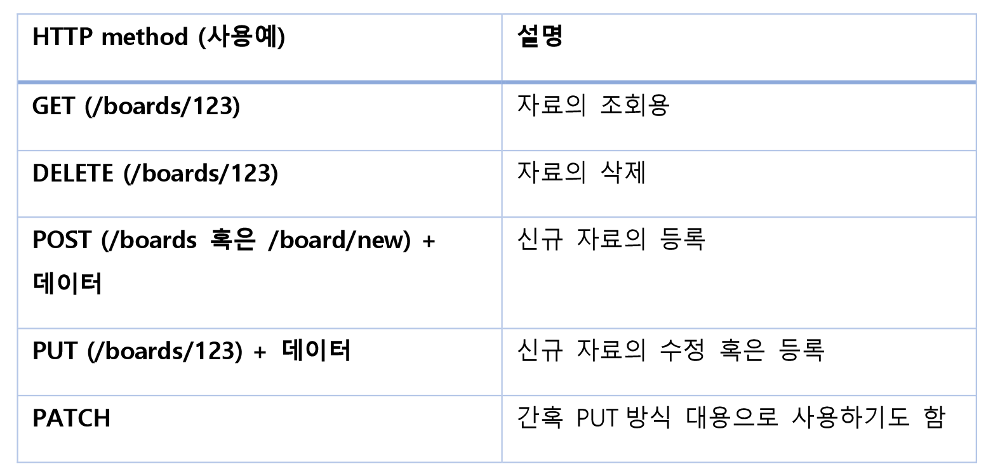 HTTP method (사용예)
설명
GET (/boards/123)
자료의 조회용
DELETE (/boards/123)
자료의 삭제
POST (/boards 혹은 /board/new) +
데이터
신규 자료의 등록
PUT (/boards/123) + 데이터
신규 자료의 수정 혹은 등록
PATCH
간혹 PUT 방식 대용으로 사용하기도 함